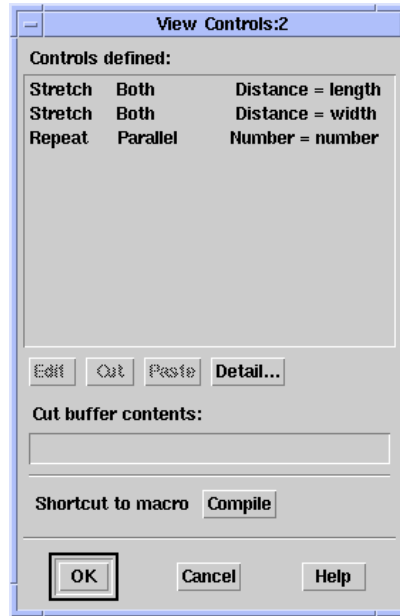 View Controls:2
Controls defined:
Stretch Both Distance = length
Stretch Both Distance = width
Repeat Parallel Number = number
Edit Cut Paste Detail...
Cut buffer contents:
Shortcut to macro Compile
OK Cancel Help